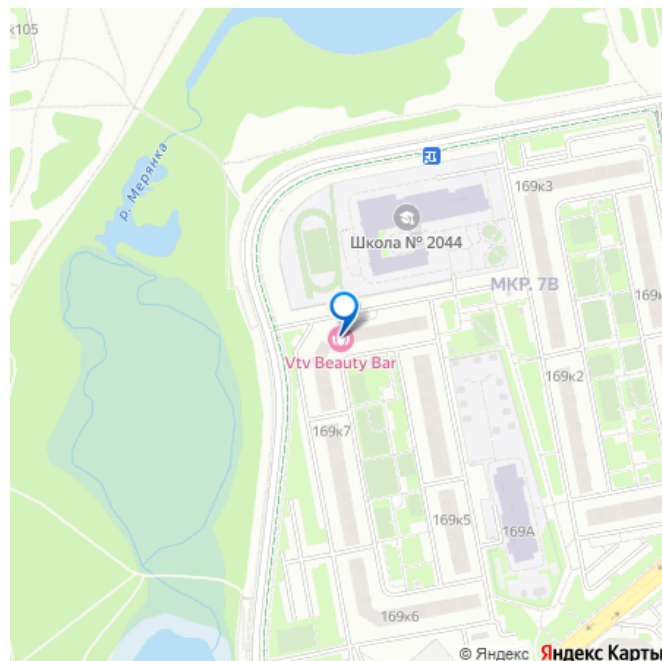 к105
р. Мерянка
169к3
Школа № 2044
МКР. 7В
Vtv Beauty Bar
169к2
169к7
169к5
169А
169к6
© Яндекс Яндекс Карты